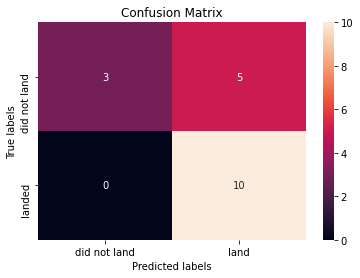 Confusion Matrix
True labels
did not land
landed
3
5
0
10
did not land
land
Predicted labels
10
8
6
4
2
0